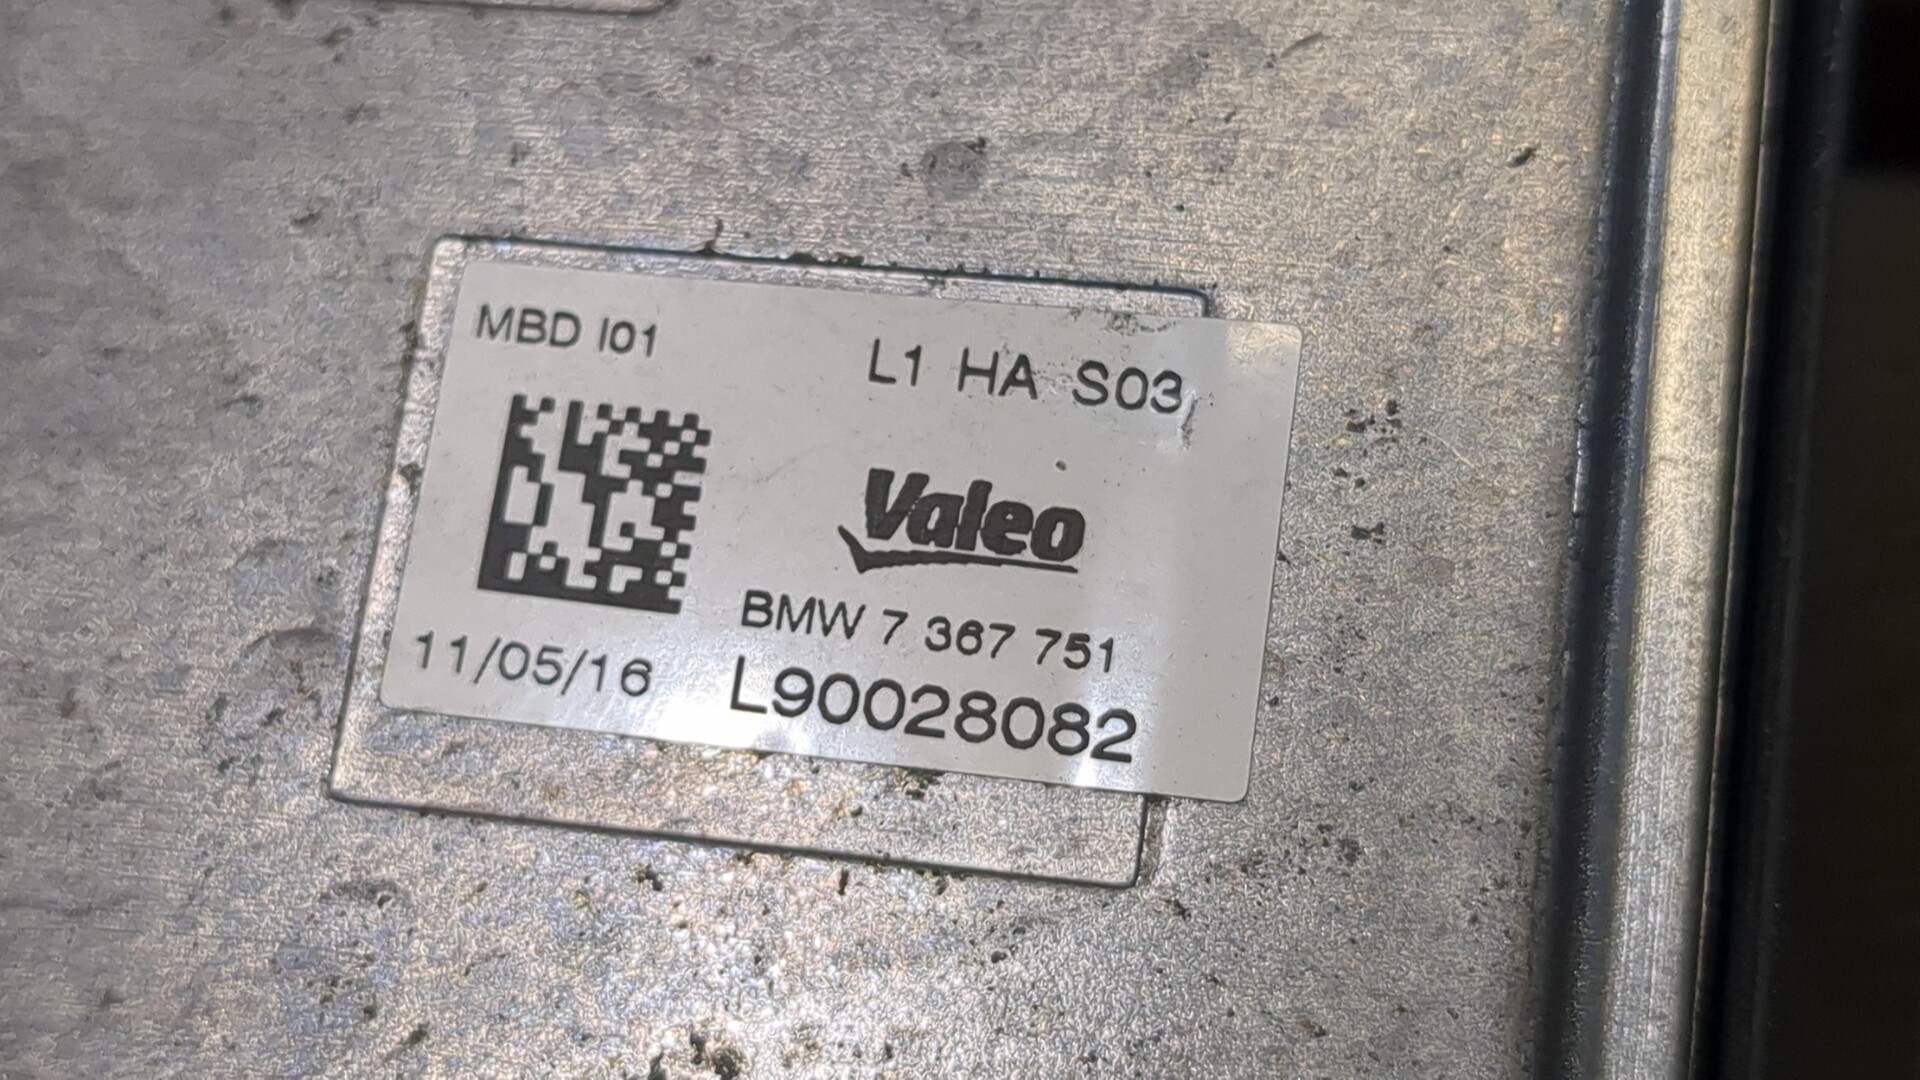 MBD I01
L1 HA S03
Valeo
BMW 7 367 751
11/05/16
L90028082